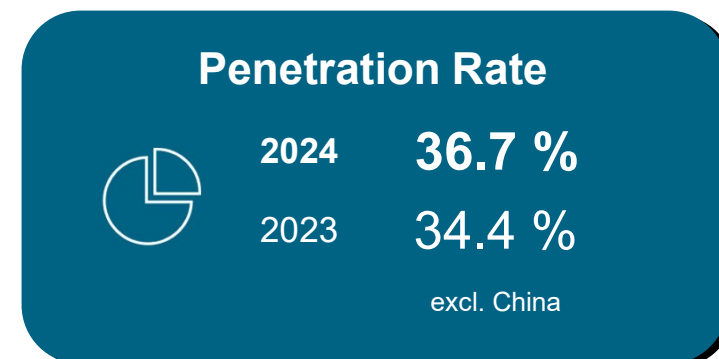 Penetration Rate
2024 36.7 %
2023 34.4 %
excl. China